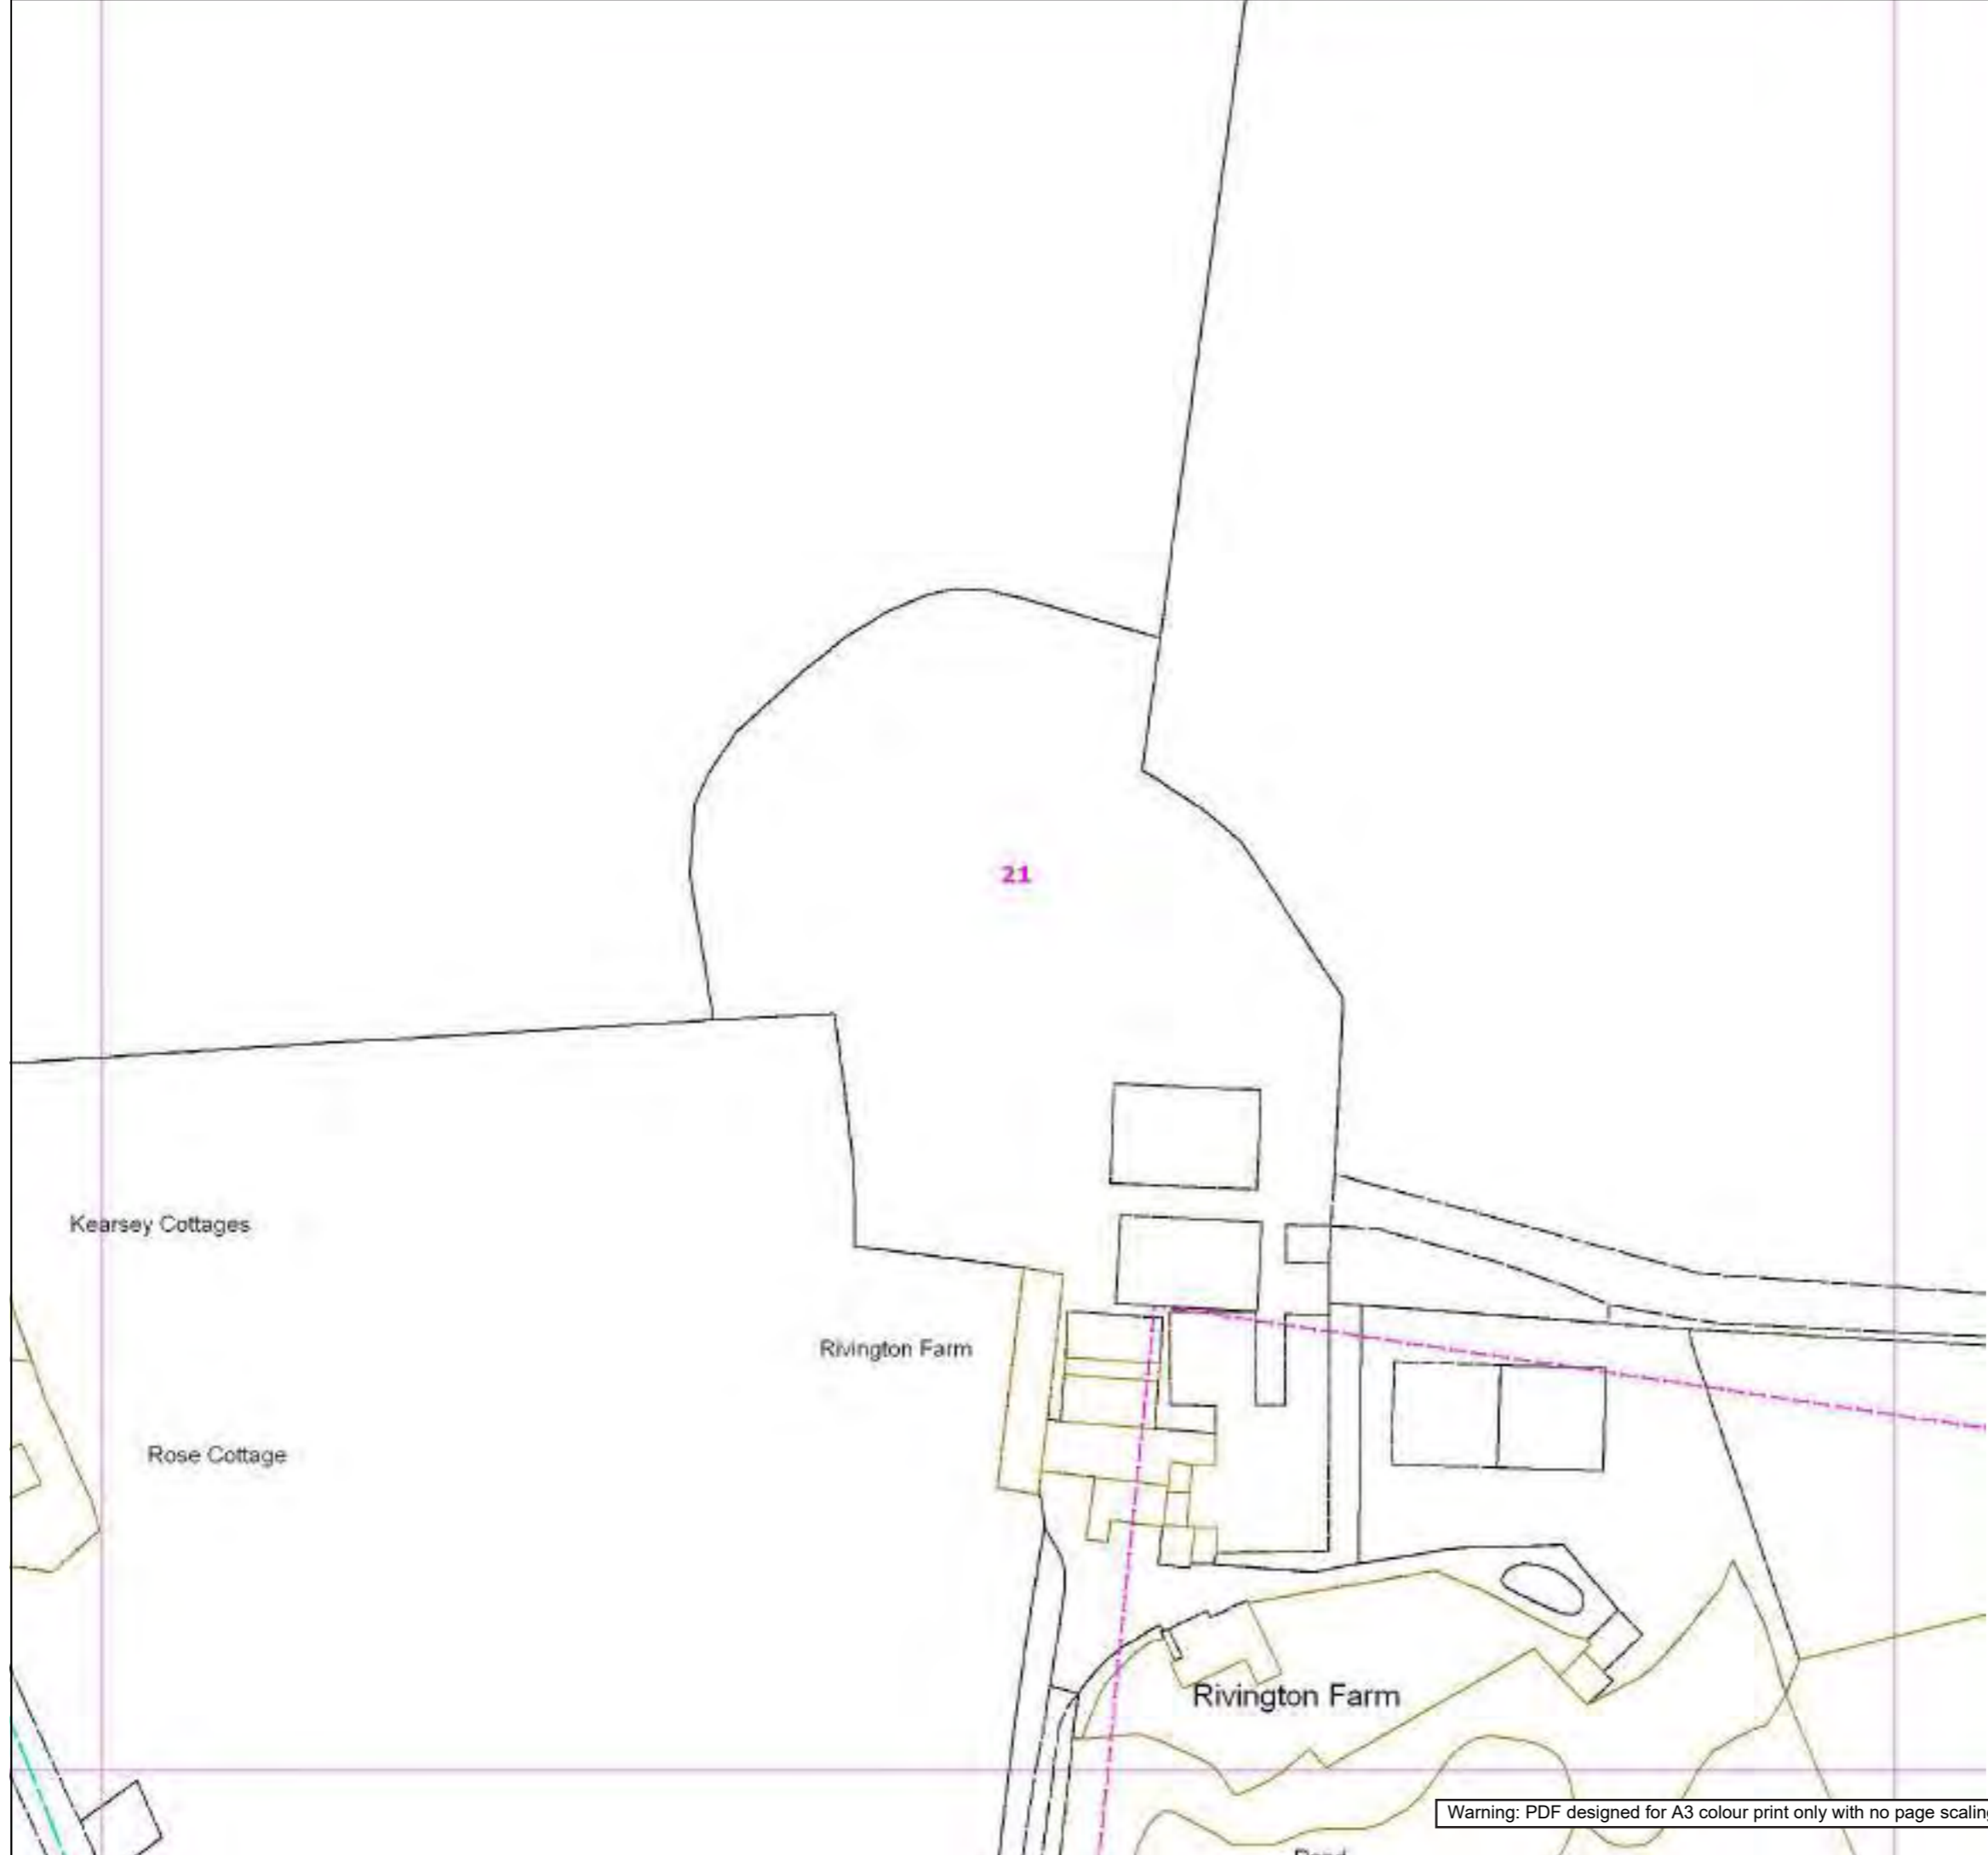 21
Kearsey Cottages
Rivington Farm
Rose Cottage
Rivington Farm
Warning: PDF designed for A3 colour print only with no page scaling